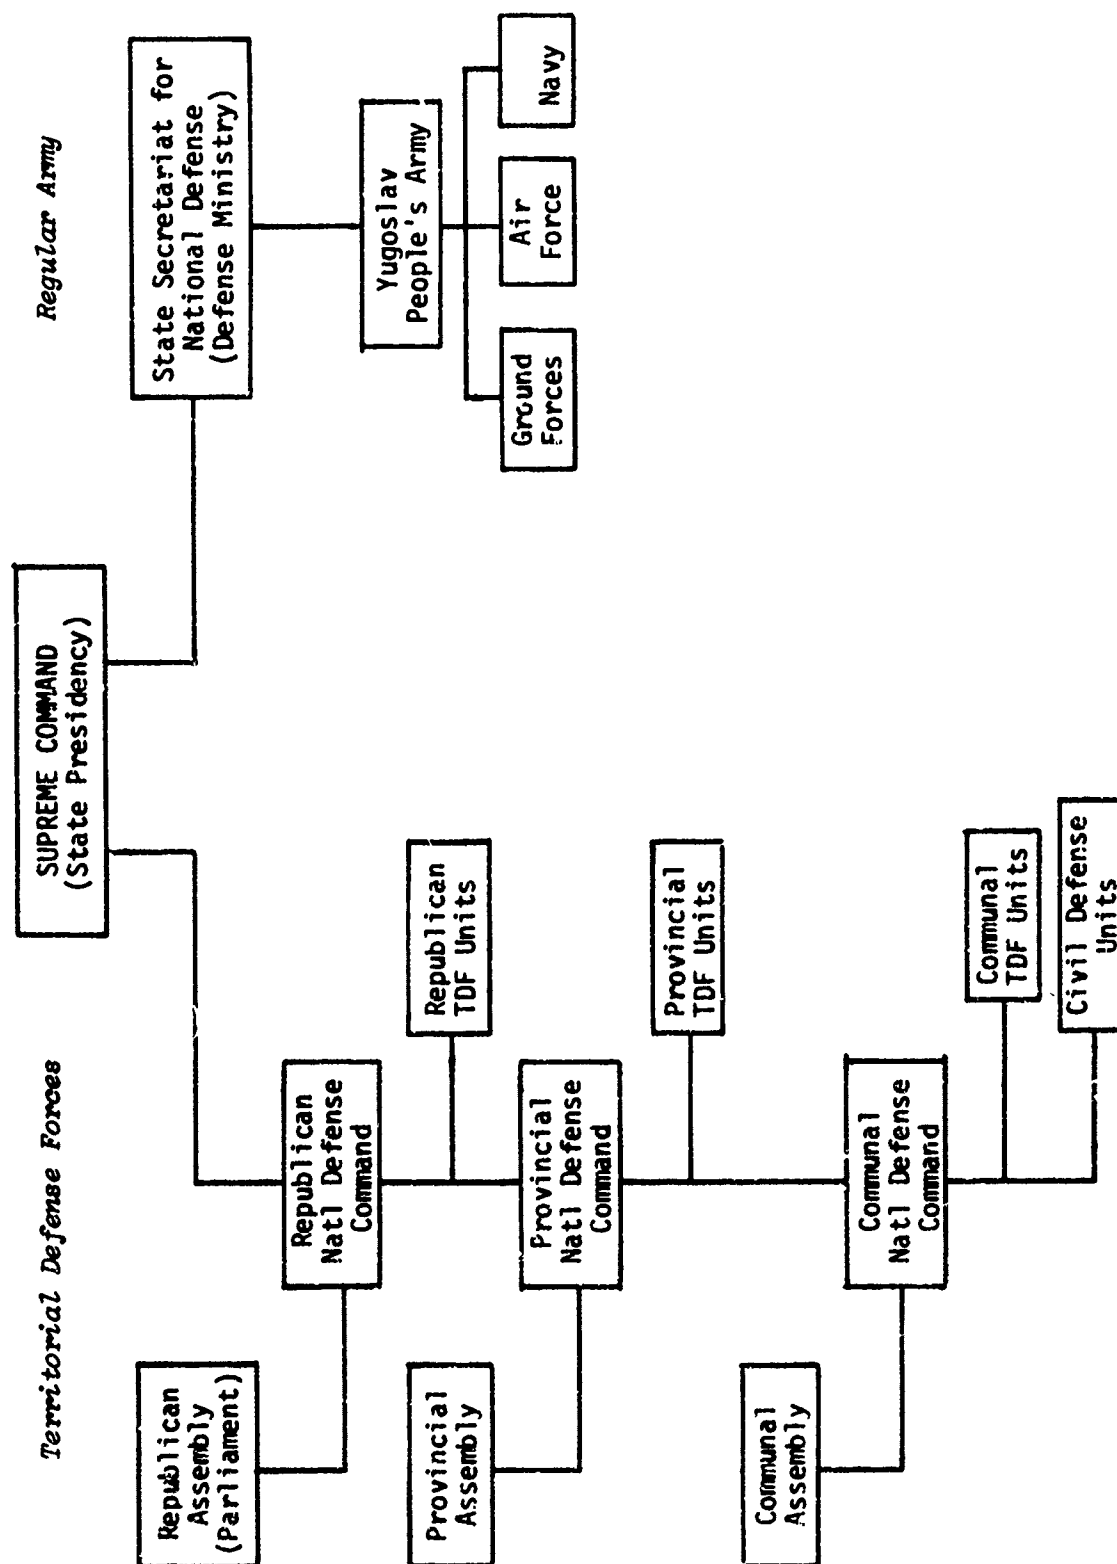 Territorial Defense Forces
Regular Army
SUPREME COMMAND
(State Presidency)
State Secretariat for
National Defense
(Defense Ministry)
Yugoslav
People's Army
Ground
Forces
Air
Force
Navy
Republican
Assembly
(Parliament)
Republican
Natl Defense
Command
Republican
TDF Units
Provincial
Assembly
Provincial
Natl Defense
Command
Provincial
TDF Units
Communal
Assembly
Communal
Natl Defense
Command
Communal
TDF Units
Civil Defense
Units